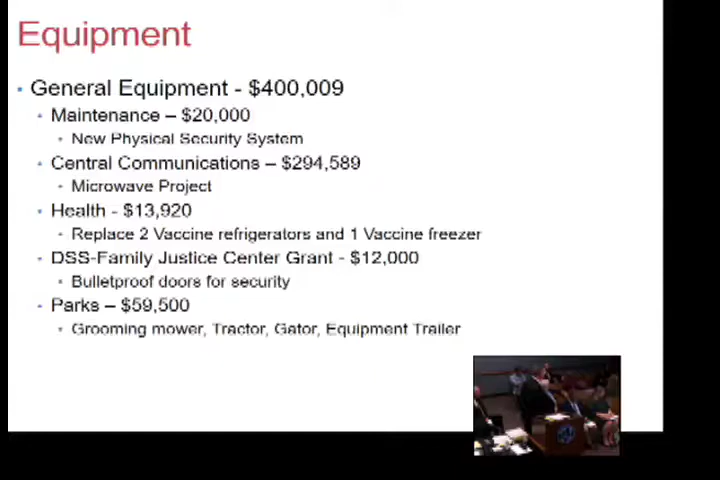 Equipment
• General Equipment - $400,009
• Maintenance – $20,000
• New Physical Security System
• Central Communications – $294,589
• Microwave Project
• Health - $13,920
• Replace 2 Vaccine refrigerators and 1 Vaccine freezer
• DSS-Family Justice Center Grant - $12,000
• Bulletproof doors for security
• Parks – $59,500
• Grooming mower, Tractor, Gator, Equipment Trailer